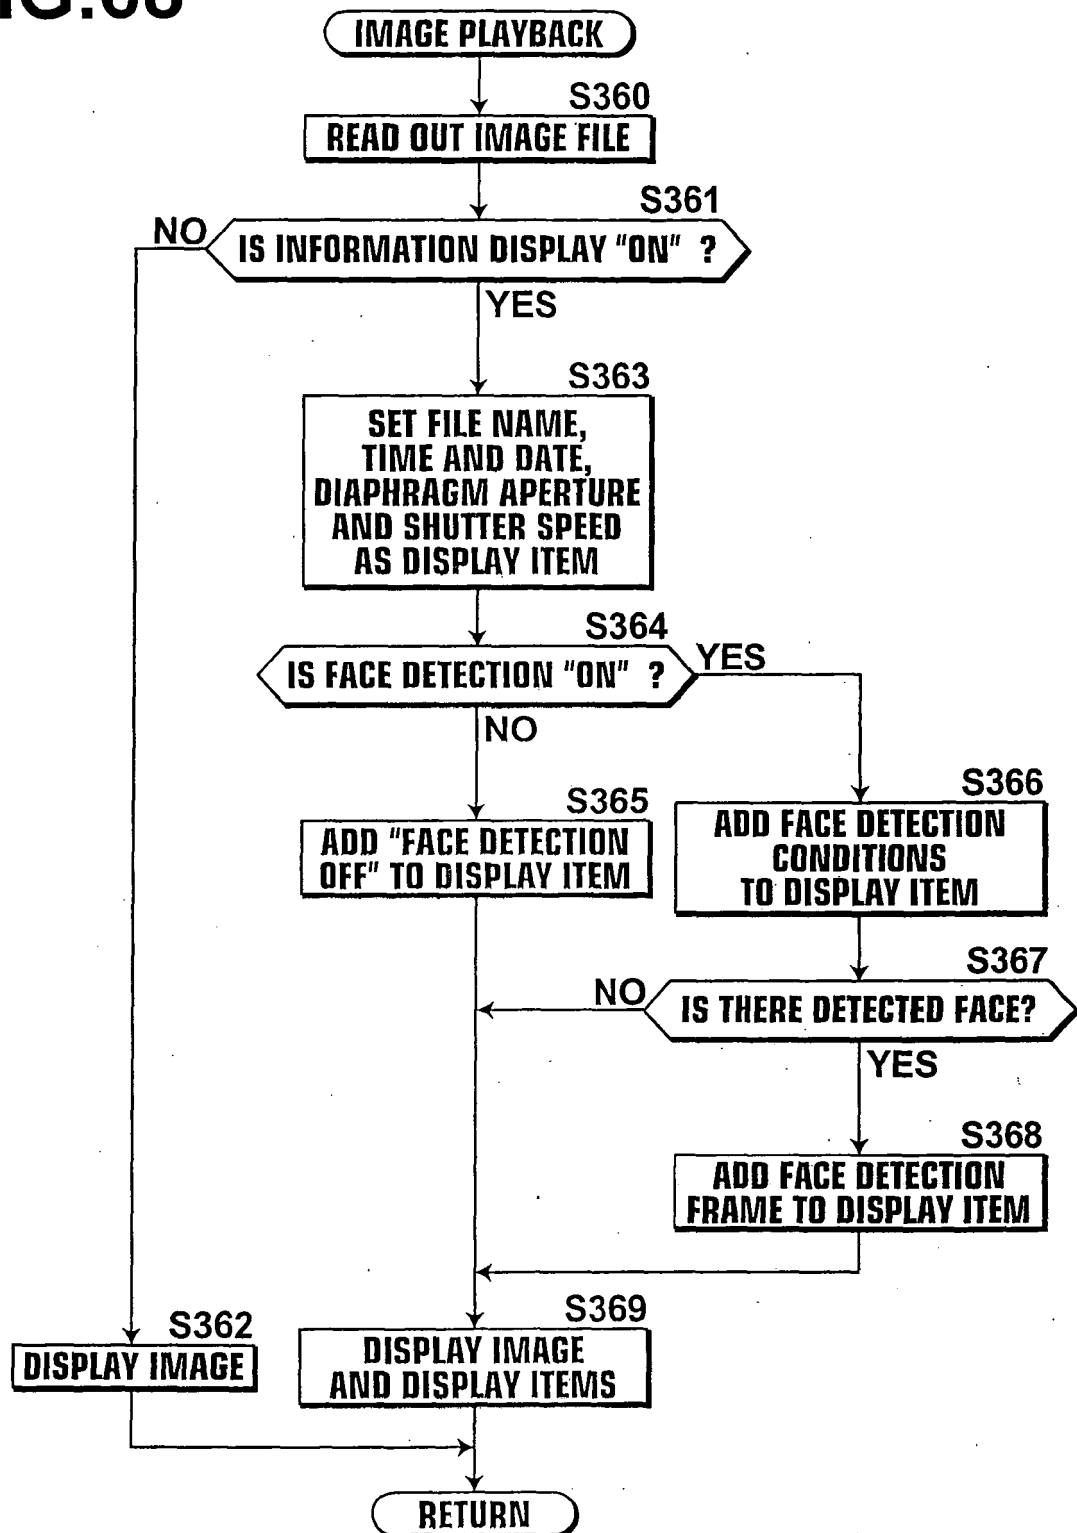 IMAGE PLAYBACK
S360
READ OUT IMAGE FILE
S361
NO
IS INFORMATION DISPLAY "ON" ?
YES
S363
SET FILE NAME,
TIME AND DATE,
DIAPHRAGM APERTURE
AND SHUTTER SPEED
AS DISPLAY ITEM
S364
IS FACE DETECTION "ON" ?
YES
NO
S365
ADD "FACE DETECTION
OFF" TO DISPLAY ITEM
S366
ADD FACE DETECTION
CONDITIONS
TO DISPLAY ITEM
S367
NO
IS THERE DETECTED FACE?
YES
S368
ADD FACE DETECTION
FRAME TO DISPLAY ITEM
S362
DISPLAY IMAGE
S369
DISPLAY IMAGE
AND DISPLAY ITEMS
RETURN